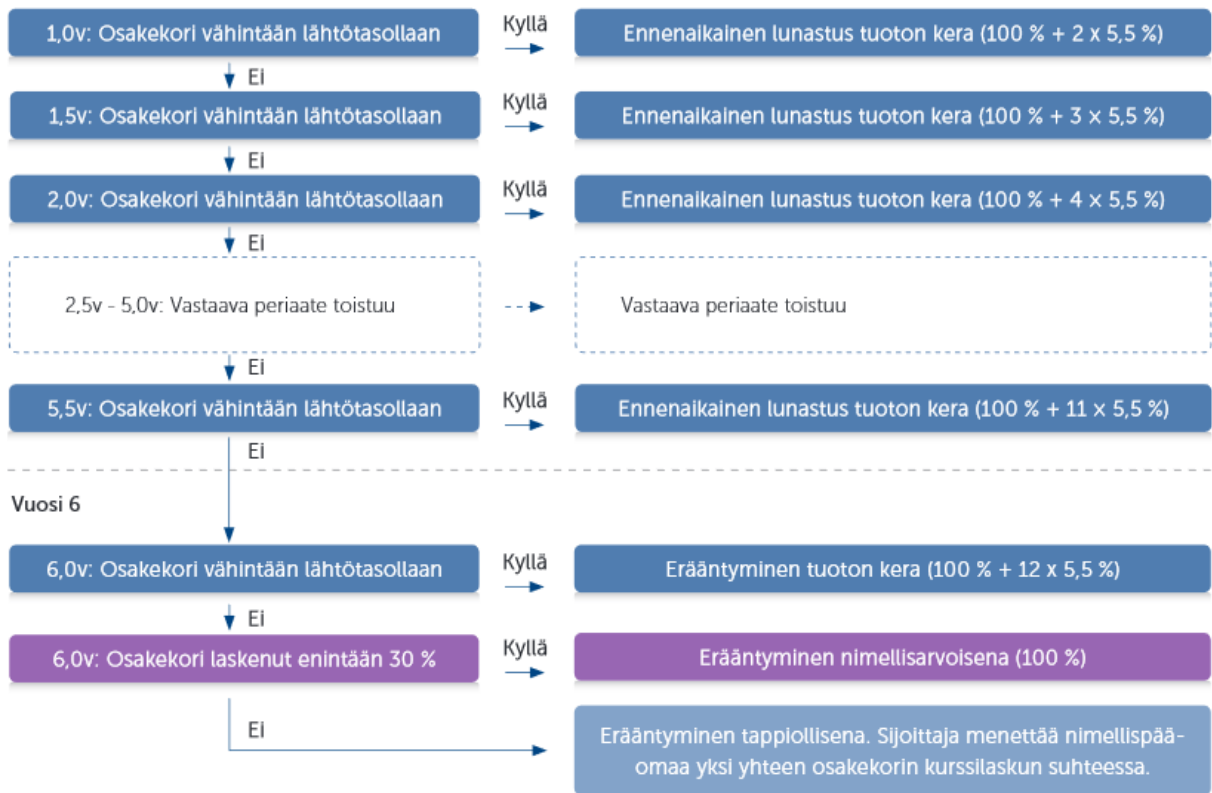 1,0v: Osakekori vähintään lähtötasollaan
Kyllä
Ennenaikainen lunastus tuoton kera (100 % + 2 x 5,5 %)
Ei
1,5v: Osakekori vähintään lähtötasollaan
Kyllä
Ennenaikainen lunastus tuoton kera (100 % + 3 × 5,5 %)
Ei
2,0v: Osakekori vähintään lähtötasollaan
Kyllä
Ennenaikainen lunastus tuoton kera (100 % + 4 × 5,5 %)
Ei
2,5v - 5,0v: Vastaava periaate toistuu
Vastaava periaate toistuu
Ei
5,5v: Osakekori vähintään lähtötasollaan
Kyllä
Ennenaikainen lunastus tuoton kera (100 % + 11 × 5,5 %)
Ei
Vuosi 6
6,0v: Osakekori vähintään lähtötasollaan
Kyllä
Erääntyminen tuoton kera (100 % + 12 x 5,5 %)
Ei
6,0v: Osakekori laskenut enintään 30 %
Kyllä
Erääntyminen nimellisarvoisena (100 %)
Ei
Erääntyminen tappiollisena. Sijoittaja menettää nimellispää-
omaa yksi yhteen osakekorin kurssilaskun suhteessa.